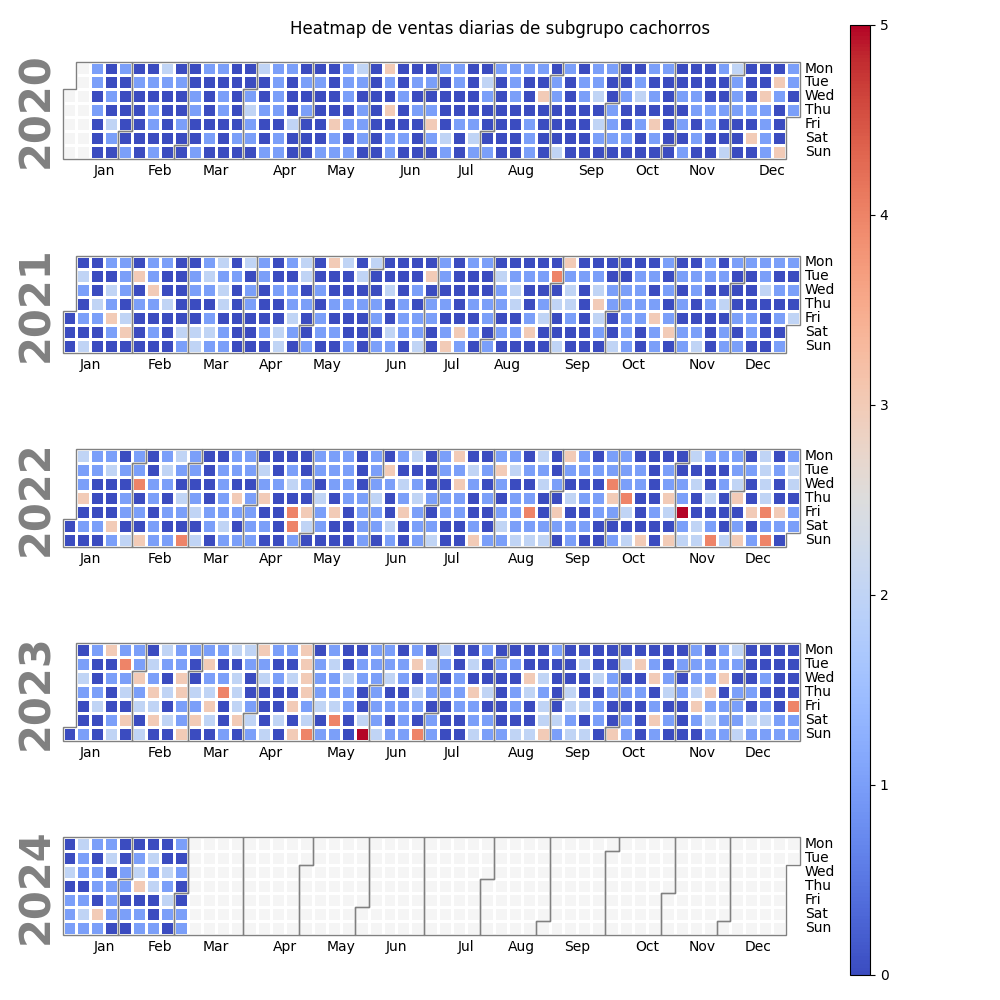 Heatmap de ventas diarias de subgrupo cachorros
2020
Mon
Tue
Wed
Thu
Fri
Sat
Sun
Jan Feb Mar Apr May Jun Jul Aug Sep Oct Nov Dec
2021
Mon
Tue
Wed
Thu
Fri
Sat
Sun
Jan Feb Mar Apr May Jun Jul Aug Sep Oct Nov Dec
2022
Mon
Tue
Wed
Thu
Fri
Sat
Sun
Jan Feb Mar Apr May Jun Jul Aug Sep Oct Nov Dec
2023
Mon
Tue
Wed
Thu
Fri
Sat
Sun
Jan Feb Mar Apr May Jun Jul Aug Sep Oct Nov Dec
2024
Mon
Tue
Wed
Thu
Fri
Sat
Sun
Jan Feb Mar Apr May Jun Jul Aug Sep Oct Nov Dec
5
4
3
2
1
0